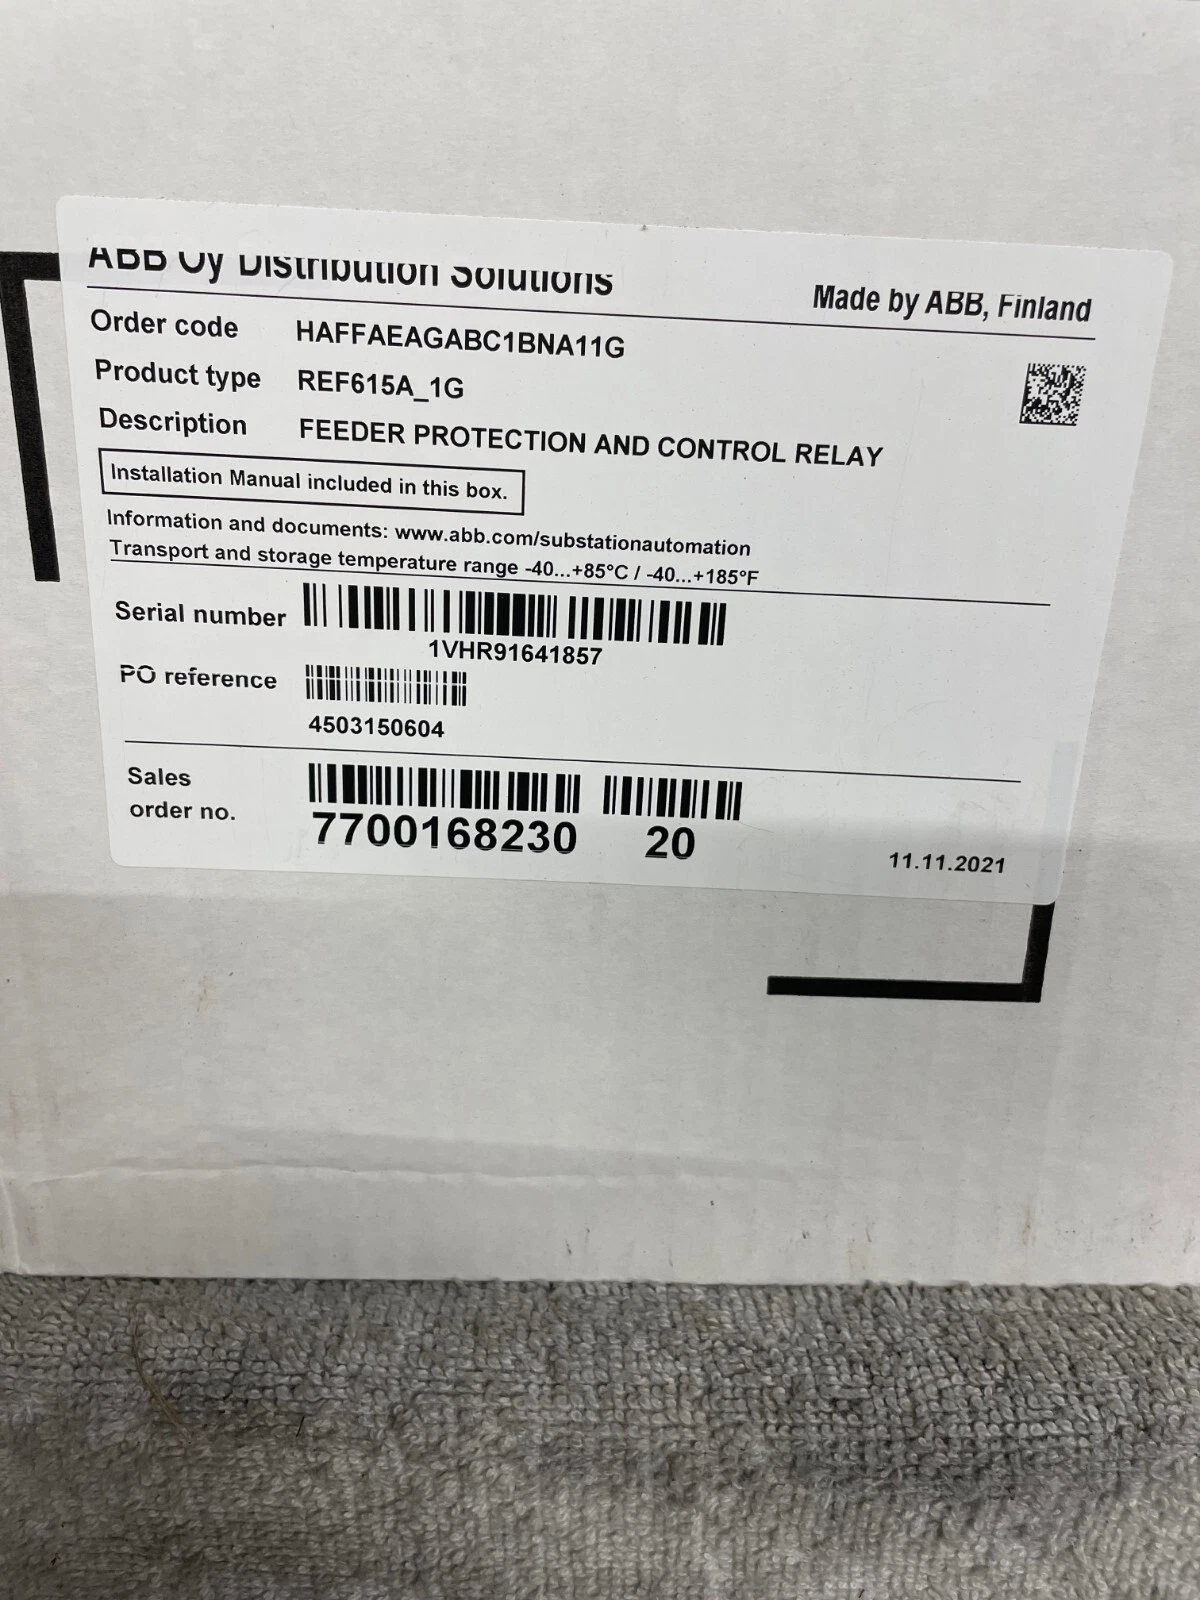 ABB Oy Distribution Solutions
Made by ABB, Finland
Order code HAFFAEAGABC1BNA11G
Product type REF615A_1G
Description FEEDER PROTECTION AND CONTROL RELAY
Installation Manual included in this box.
Information and documents: www.abb.com/substationautomation
Transport and storage temperature range -40...+85°C / -40...+185°F
Serial number
1VHR91641857
PO reference
4503150604
Sales
order no.
7700168230 20
11.11.2021